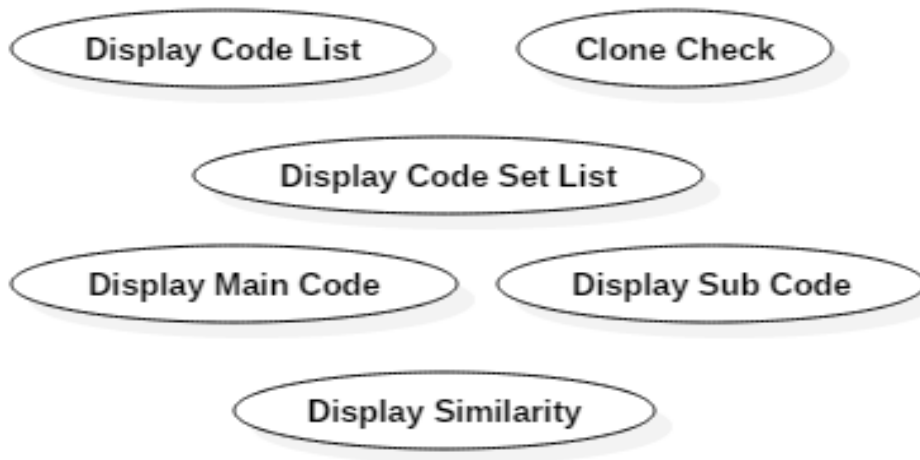 Display Code List
Clone Check
Display Code Set List
Display Main Code
Display Sub Code
Display Similarity